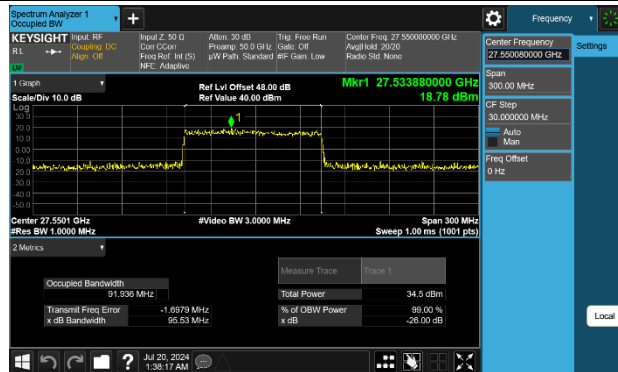 Spectrum Analyzer 1
Occupied BW
+
Frequency
KEYSIGHT
RL
LW
Input: RF
Coupling: DC
Align: Off
Input Z: 50 Ω
Corr CCorr
Freq Ref: Int (S)
NFE: Adaptive
Atten: 30 dB
Preamp: 50.0 GHz
µW Path: Standard
Trig: Free Run
Gate: Off
#IF Gain: Low
Center Freq: 27.550080000 GHz
Avg|Hold: 20/20
Radio Std: None
1 Graph
Scale/Div 10.0 dB
Ref Lvl Offset 48.00 dB
Ref Value 40.00 dBm
Mkr1 27.533880000 GHz
18.78 dBm
Log
30.0
20.0
10.0
0.00
-10.0
-20.0
-30.0
-40.0
-50.0
1
Center 27.5501 GHz
#Res BW 1.0000 MHz
#Video BW 3.0000 MHz
Span 300 MHz
Sweep 1.00 ms (1001 pts)
2 Metrics
Measure Trace
Trace 1
Occupied Bandwidth
91.936 MHz
Total Power
34.5 dBm
Transmit Freq Error
-1.6979 MHz
% of OBW Power
99.00 %
x dB Bandwidth
95.53 MHz
x dB
-26.00 dB
Center Frequency
27.550080000 GHz
Settings
Span
300.00 MHz
CF Step
30.000000 MHz
Auto
Man
Freq Offset
0 Hz
Local
?
Jul 20, 2024
1:38:17 AM